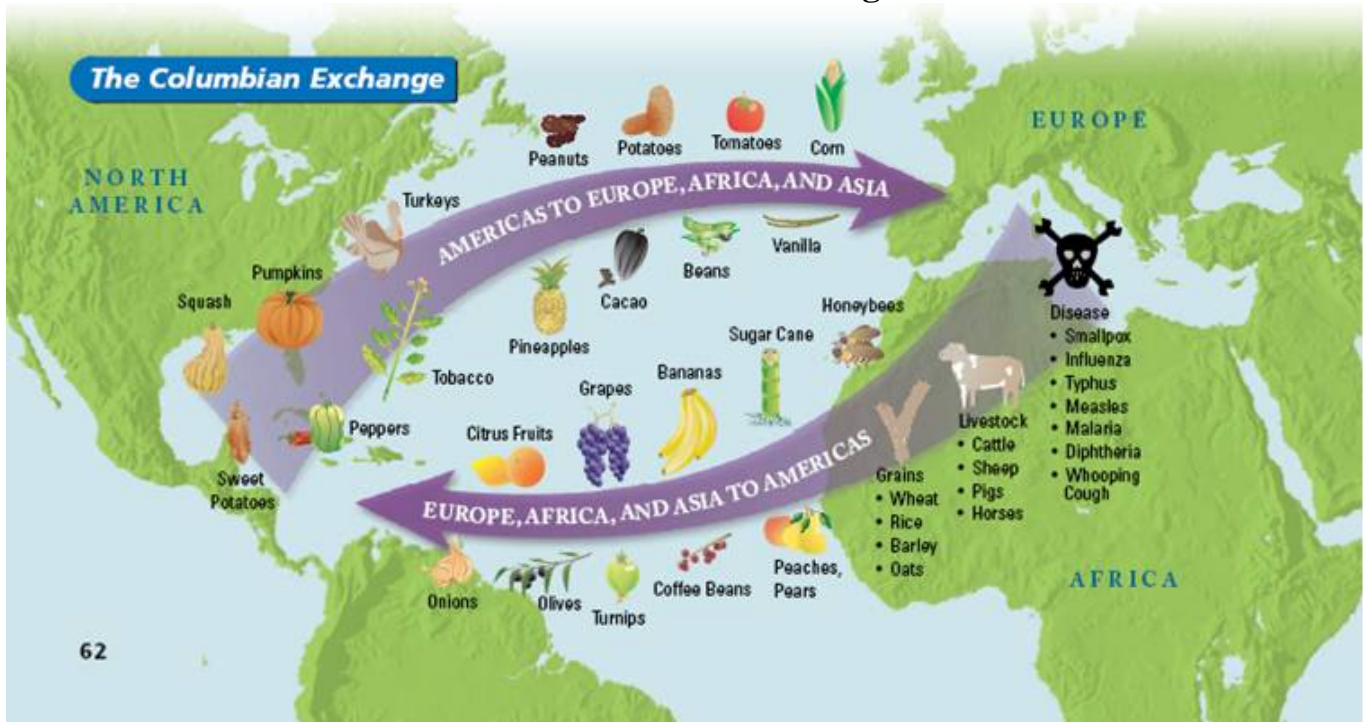 The Columbian Exchange
NORTH
AMERICA
EUROPE
Peanuts
Potatoes
Tomatoes
Corn
AMERICAS TO EUROPE, AFRICA, AND ASIA
Turkeys
Pumpkins
Squash
Tobacco
Peppers
Sweet
Potatoes
Pineapples
Cacao
Beans
Vanilla
Honeybees
Sugar Cane
Bananas
Grapes
Citrus Fruits
EUROPE, AFRICA, AND ASIA TO AMERICAS
Onions
Olives
Turnips
Coffee Beans
Peaches,
Pears
Grains
• Wheat
• Rice
• Barley
• Oats
Livestock
• Cattle
• Sheep
• Pigs
• Horses
Disease
• Smallpox
• Influenza
• Typhus
• Measles
• Malaria
• Diphtheria
• Whooping
Cough
AFRICA
62